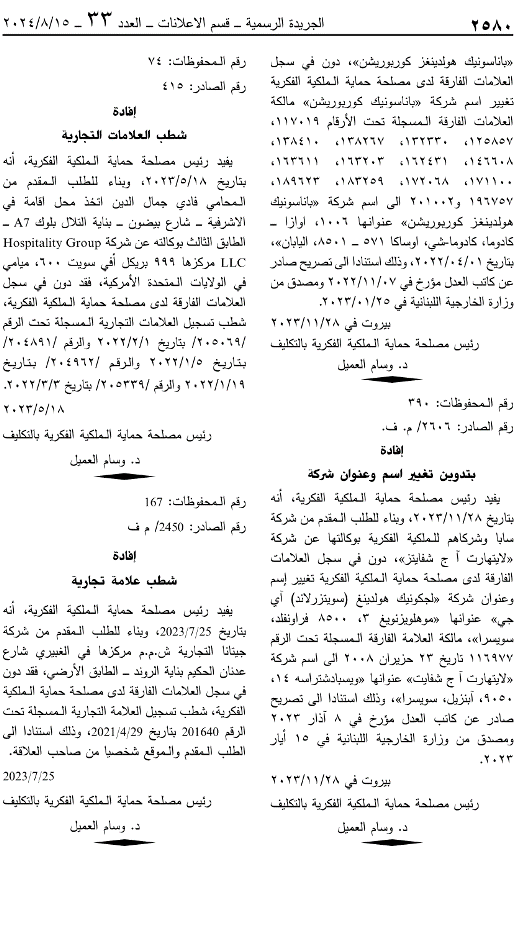 ٢٥٨٠
الجريدة الرسمية ــ قسم الاعلانات ــ العدد ٣٣ ــ ٢٠٢٤/٨/١٥
«باناسونيك هولدينغز كوربوريشن»، دون في سجل
العلامات الفارقة لدى مصلحة حماية الملكية الفكرية
تغيير اسم شركة «باناسونيك كوربوريشن» مالكة
العلامات الفارقة المسجلة تحت الأرقام ١١٧٠١٩،
١٢٥٨٥٧، ١٣٢٣٣٠، ١٣٨٢٦٧، ١٣٨٤١٠،
١٤٦٦٠٨، ١٦٢٤٣١، ١٦٣٢٠٣، ١٦٣٦١١،
١٧١١٠٠، ١٧٢٠٦٨، ١٨٣٢٥٩، ١٨٩٦٢٣،
١٩٦٧٥٧ و٢٠١٠٠٢ الى اسم شركة «باناسونيك
هولدينغز كوربوريشن» عنوانها ١٠٠٦، اوازا ــ
كادوما، كادوما-شي، اوساكا ٥٧١ ــ ٨٥٠١، اليابان»،
بتاريخ ٢٠٢٢/٠٤/٠١، وذلك استنادا الى تصريح صادر
عن كاتب العدل مؤرخ في ٢٠٢٢/١١/٠٧ ومصدق من
وزارة الخارجية اللبنانية في ٢٠٢٣/٠١/٢٥.
بيروت في ٢٠٢٣/١١/٢٨
رئيس مصلحة حماية الملكية الفكرية بالتكليف
د. وسام العميل
رقم المحفوظات: ٣٩٠
رقم الصادر: ٢٦٠٦/ م. ف.
إفادة
بتدوين تغيير اسم وعنوان شركة
يفيد رئيس مصلحة حماية الملكية الفكرية، أنه
بتاريخ ٢٠٢٣/١١/٢٨، وبناء للطلب المقدم من شركة
سابا وشركاهم للملكية الفكرية بوكالتها عن شركة
«لايتهارت آ ج شفايتز»، دون في سجل العلامات
الفارقة لدى مصلحة حماية الملكية الفكرية تغيير إسم
وعنوان شركة «لجكونيك هولدينغ (سويتزرلاند) آي
جي» عنوانها «موهلويزنويغ ٣، ٨٥٠٠ فراونفلد،
سويسرا»، مالكة العلامة الفارقة المسجلة تحت الرقم
١١٦٩٧٧ تاريخ ٢٣ حزيران ٢٠٠٨ الى اسم شركة
«لايتهارت آ ج شفايت» عنوانها «ويسبادشتراسه ١٤،
٩٠٥٠، أبنزيل، سويسرا»، وذلك استنادا الى تصريح
صادر عن كاتب العدل مؤرخ في ٨ آذار ٢٠٢٣
ومصدق من وزارة الخارجية اللبنانية في ١٥ أيار
٢٠٢٣.
بيروت في ٢٠٢٣/١١/٢٨
رئيس مصلحة حماية الملكية الفكرية بالتكليف
د. وسام العميل
رقم المحفوظات: ٧٤
رقم الصادر: ٤١٥
إفادة
شطب العلامات التجارية
يفيد رئيس مصلحة حماية الملكية الفكرية، أنه
بتاريخ ٢٠٢٣/٥/١٨، وبناء للطلب المقدم من
المحامي فادي جمال الدين اتخذ محل اقامة في
الاشرفية ــ شارع بيضون ــ بناية التلال بلوك A7 ــ
الطابق الثالث بوكالته عن شركة Hospitality Group
LLC مركزها ٩٩٩ بريكل أفي سويت ٦٠٠، ميامي
في الولايات المتحدة الأمركية، فقد دون في سجل
العلامات الفارقة لدى مصلحة حماية الملكية الفكرية،
شطب تسجيل العلامات التجارية المسجلة تحت الرقم
/٢٠٥٠٦٩/ بتاريخ ٢٠٢٢/٢/١ والرقم /٢٠٤٨٩١/
بتاريخ ٢٠٢٢/١/٥ والرقم /٢٠٤٩٦٢/ بتاريخ
٢٠٢٢/١/١٩ والرقم /٢٠٥٣٣٩/ بتاريخ ٢٠٢٢/٣/٣.
٢٠٢٣/٥/١٨
رئيس مصلحة حماية الملكية الفكرية بالتكليف
د. وسام العميل
رقم المحفوظات: 167
رقم الصادر: 2450/ م ف
إفادة
شطب علامة تجارية
يفيد رئيس مصلحة حماية الملكية الفكرية، أنه
بتاريخ 2023/7/25، وبناء للطلب المقدم من شركة
جيناتا التجارية ش.م.م مركزها في الغبيري شارع
عدنان الحكيم بناية الروند ــ الطابق الأرضي، فقد دون
في سجل العلامات الفارقة لدى مصلحة حماية الملكية
الفكرية، شطب تسجيل العلامة التجارية المسجلة تحت
الرقم 201640 بتاريخ 2021/4/29، وذلك استنادا الى
الطلب المقدم والموقع شخصيا من صاحب العلاقة.
2023/7/25
رئيس مصلحة حماية الملكية الفكرية بالتكليف
د. وسام العميل